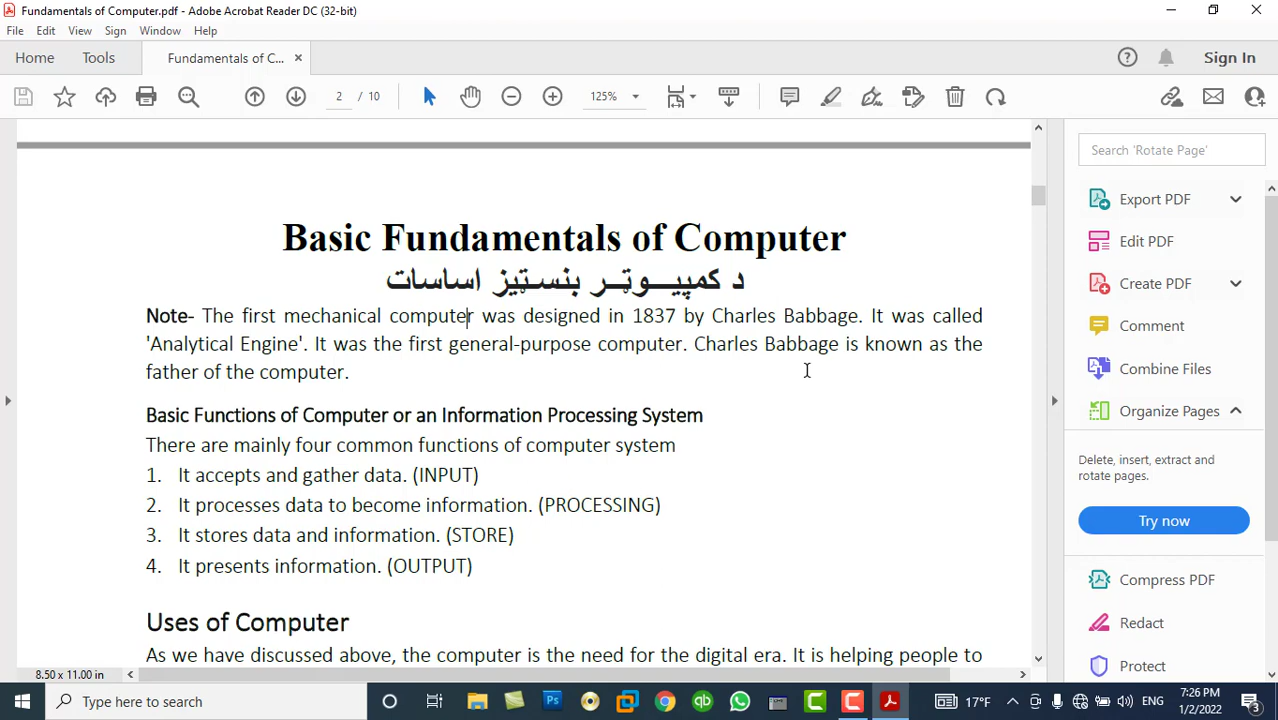 Fundamentals of Computer.pdf - Adobe Acrobat Reader DC (32-bit)
File Edit View Sign Window Help
Home Tools Fundamentals of C... × Sign In
2 / 10 125%
Basic Fundamentals of Computer
د کمپیــوټــر بنسټیز اساسات
Note- The first mechanical computer was designed in 1837 by Charles Babbage. It was called
'Analytical Engine'. It was the first general-purpose computer. Charles Babbage is known as the
father of the computer.
Basic Functions of Computer or an Information Processing System
There are mainly four common functions of computer system
1. It accepts and gather data. (INPUT)
2. It processes data to become information. (PROCESSING)
3. It stores data and information. (STORE)
4. It presents information. (OUTPUT)
Uses of Computer
As we have discussed above, the computer is the need for the digital era. It is helping people to
8.50 x 11.00 in
Search 'Rotate Page'
Export PDF
Edit PDF
Create PDF
Comment
Combine Files
Organize Pages
Delete, insert, extract and
rotate pages.
Try now
Compress PDF
Redact
Protect
Type here to search
Ps
qb
17°F
ENG
7:26 PM
1/2/2022
3